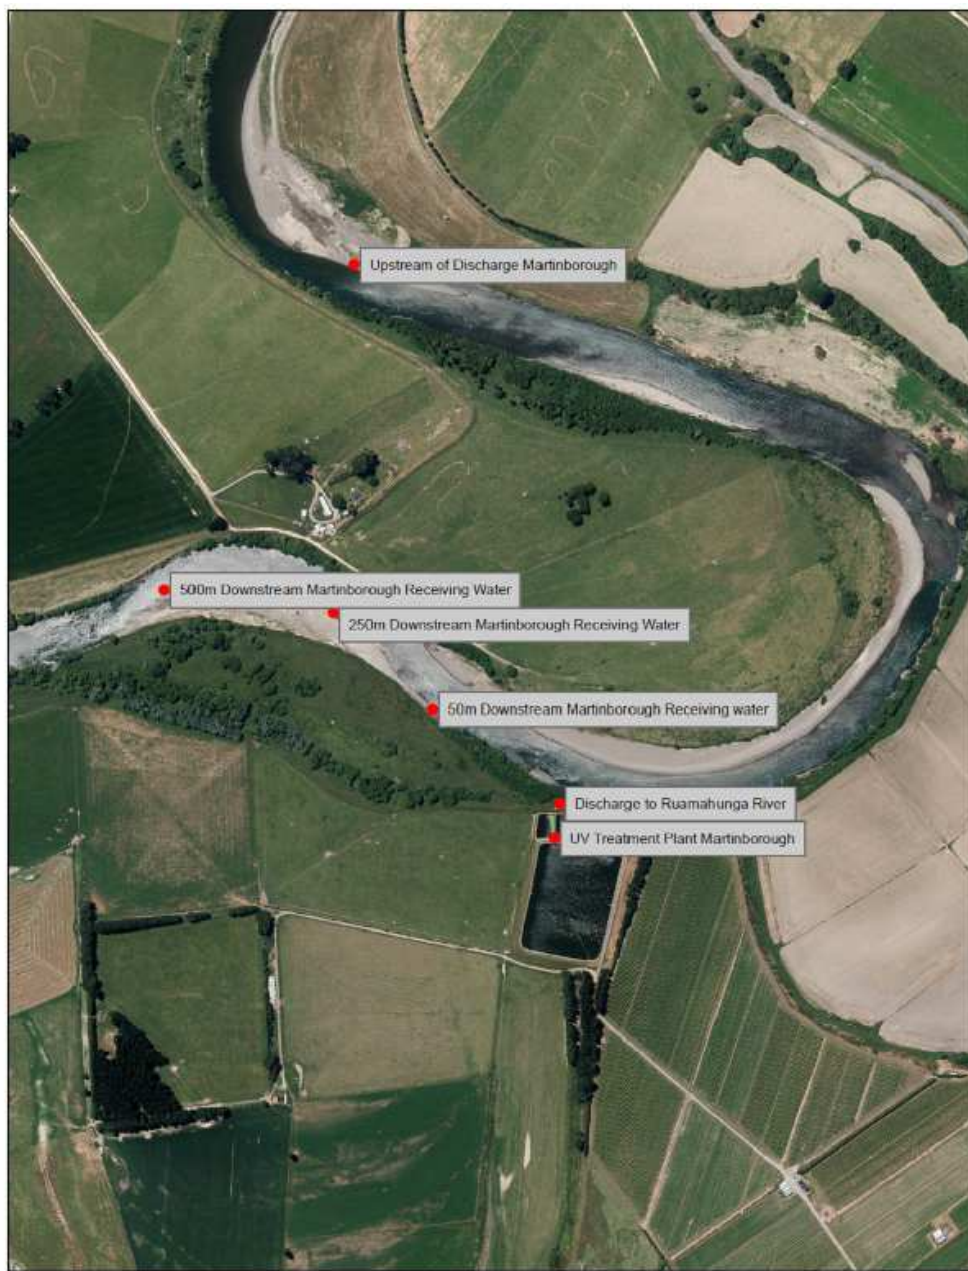 Upstream of Discharge Martinborough
500m Downstream Martinborough Receiving Water
250m Downstream Martinborough Receiving Water
50m Downstream Martinborough Receiving water
Discharge to Ruamahunga River
UV Treatment Plant Martinborough